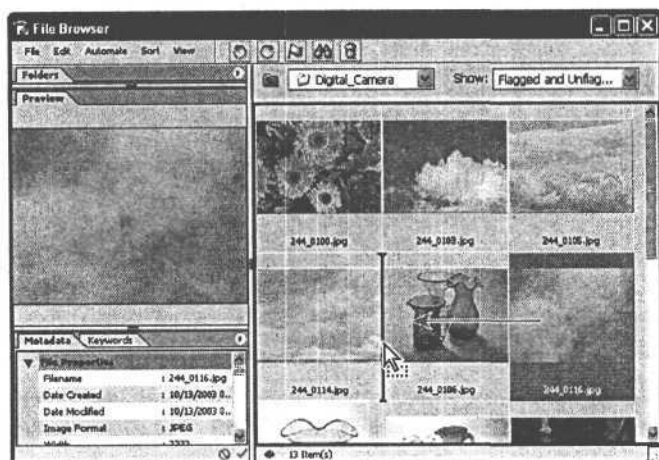 File Browser
File Edit Automate Sort View
Folders
Digital_Camera Show: Flagged and Unflag...
Preview
244_0100.jpg 244_0103.jpg 244_0105.jpg
Metadata Keywords
File Properties
Filename : 244_0116.jpg
Date Created : 10/13/2003 0..
Date Modified : 10/13/2003 0..
Image Format : JPEG
Width
244_0114.jpg 244_0106.jpg 244_0116.jpg
13 Item(s)